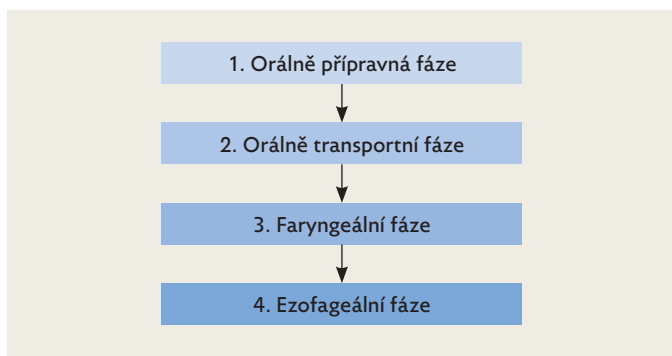 1. Orálně přípravná fáze
2. Orálně transportní fáze
3. Faryngeální fáze
4. Ezofageální fáze